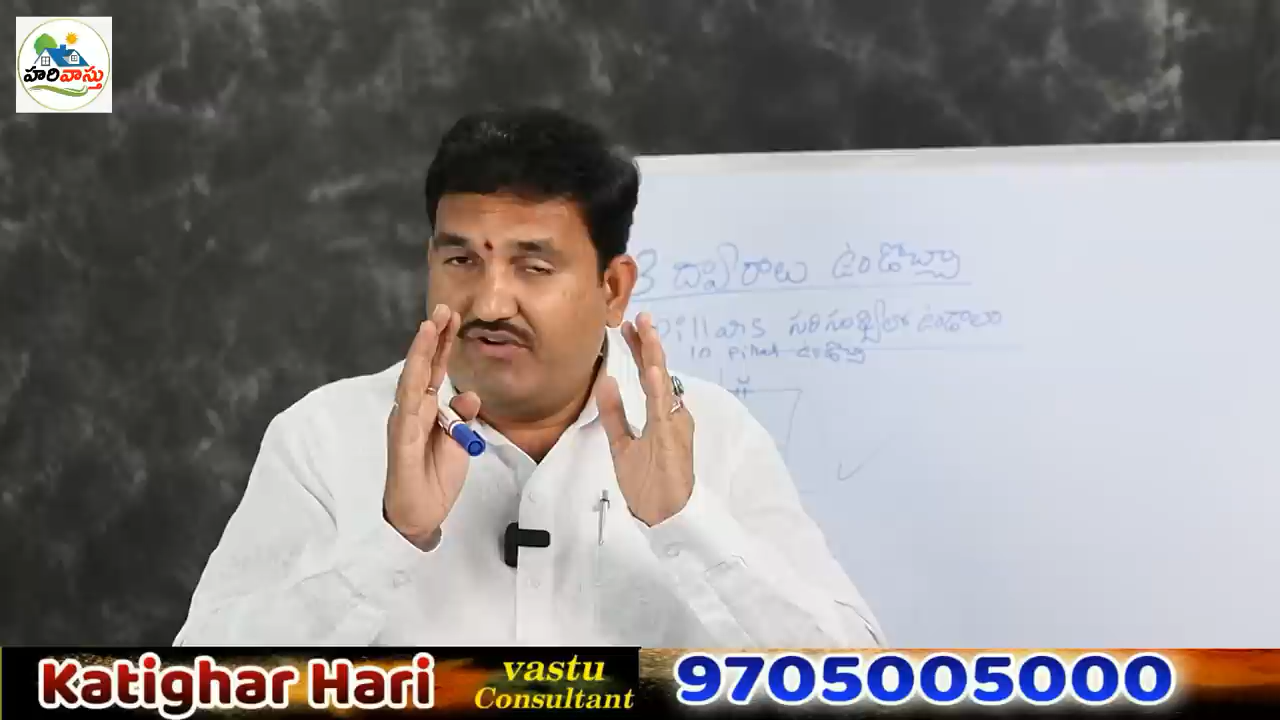 హరివాస్తు
3 ద్వారాలు ఉండొచ్చా
pillars సరిసంఖ్యలో ఉండాలా
10 pillar ఉండొచ్చా
Katighar Hari
vastu
Consultant
9705005000